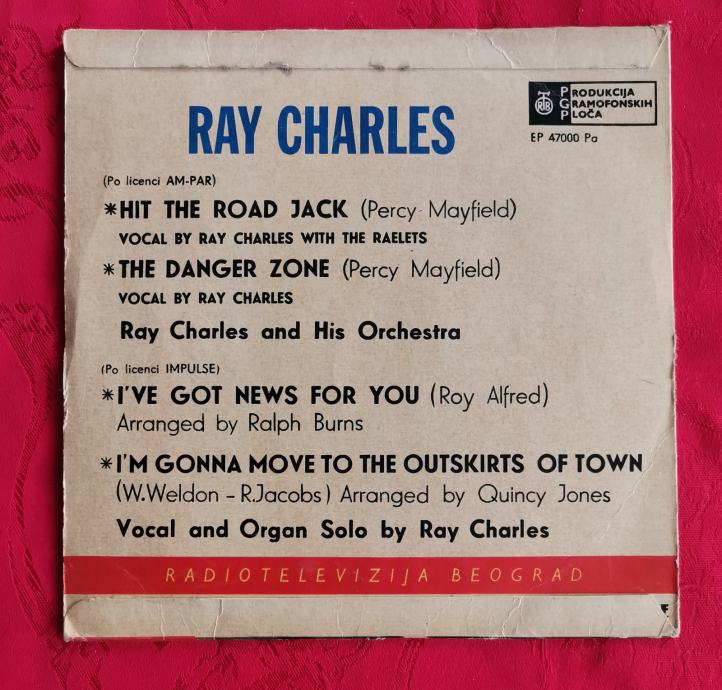 RAY CHARLES
PGP RTB
PRODUKCIJA
GRAMOFONSKIH
PLOČA
EP 47000 Pa
(Po licenci AM-PAR)
*HIT THE ROAD JACK (Percy Mayfield)
VOCAL BY RAY CHARLES WITH THE RAELETS
*THE DANGER ZONE (Percy Mayfield)
VOCAL BY RAY CHARLES
Ray Charles and His Orchestra
(Po licenci IMPULSE)
*I'VE GOT NEWS FOR YOU (Roy Alfred)
Arranged by Ralph Burns
*I'M GONNA MOVE TO THE OUTSKIRTS OF TOWN
(W.Weldon – R.Jacobs) Arranged by Quincy Jones
Vocal and Organ Solo by Ray Charles
RADIOTELEVIZIJA BEOGRAD